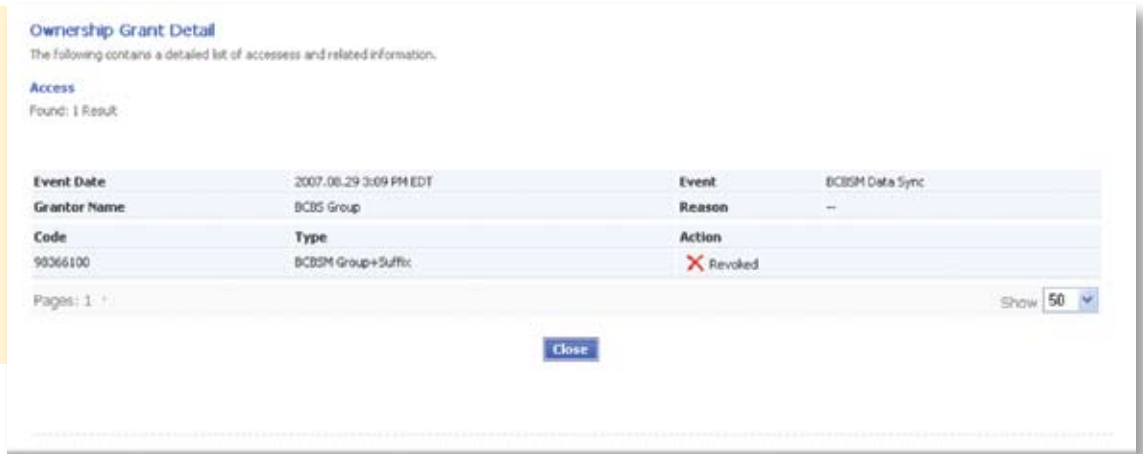 Ownership Grant Detail
The following contains a detailed list of accessess and related information.
Access
Found: 1 Result
Event Date 2007.08.29 3:09 PM EDT Event BCBSM Data Sync
Grantor Name BCBS Group Reason --
Code Type Action
98366100 BCBSM Group+Suffix Revoked
Pages: 1
Show 50
Close